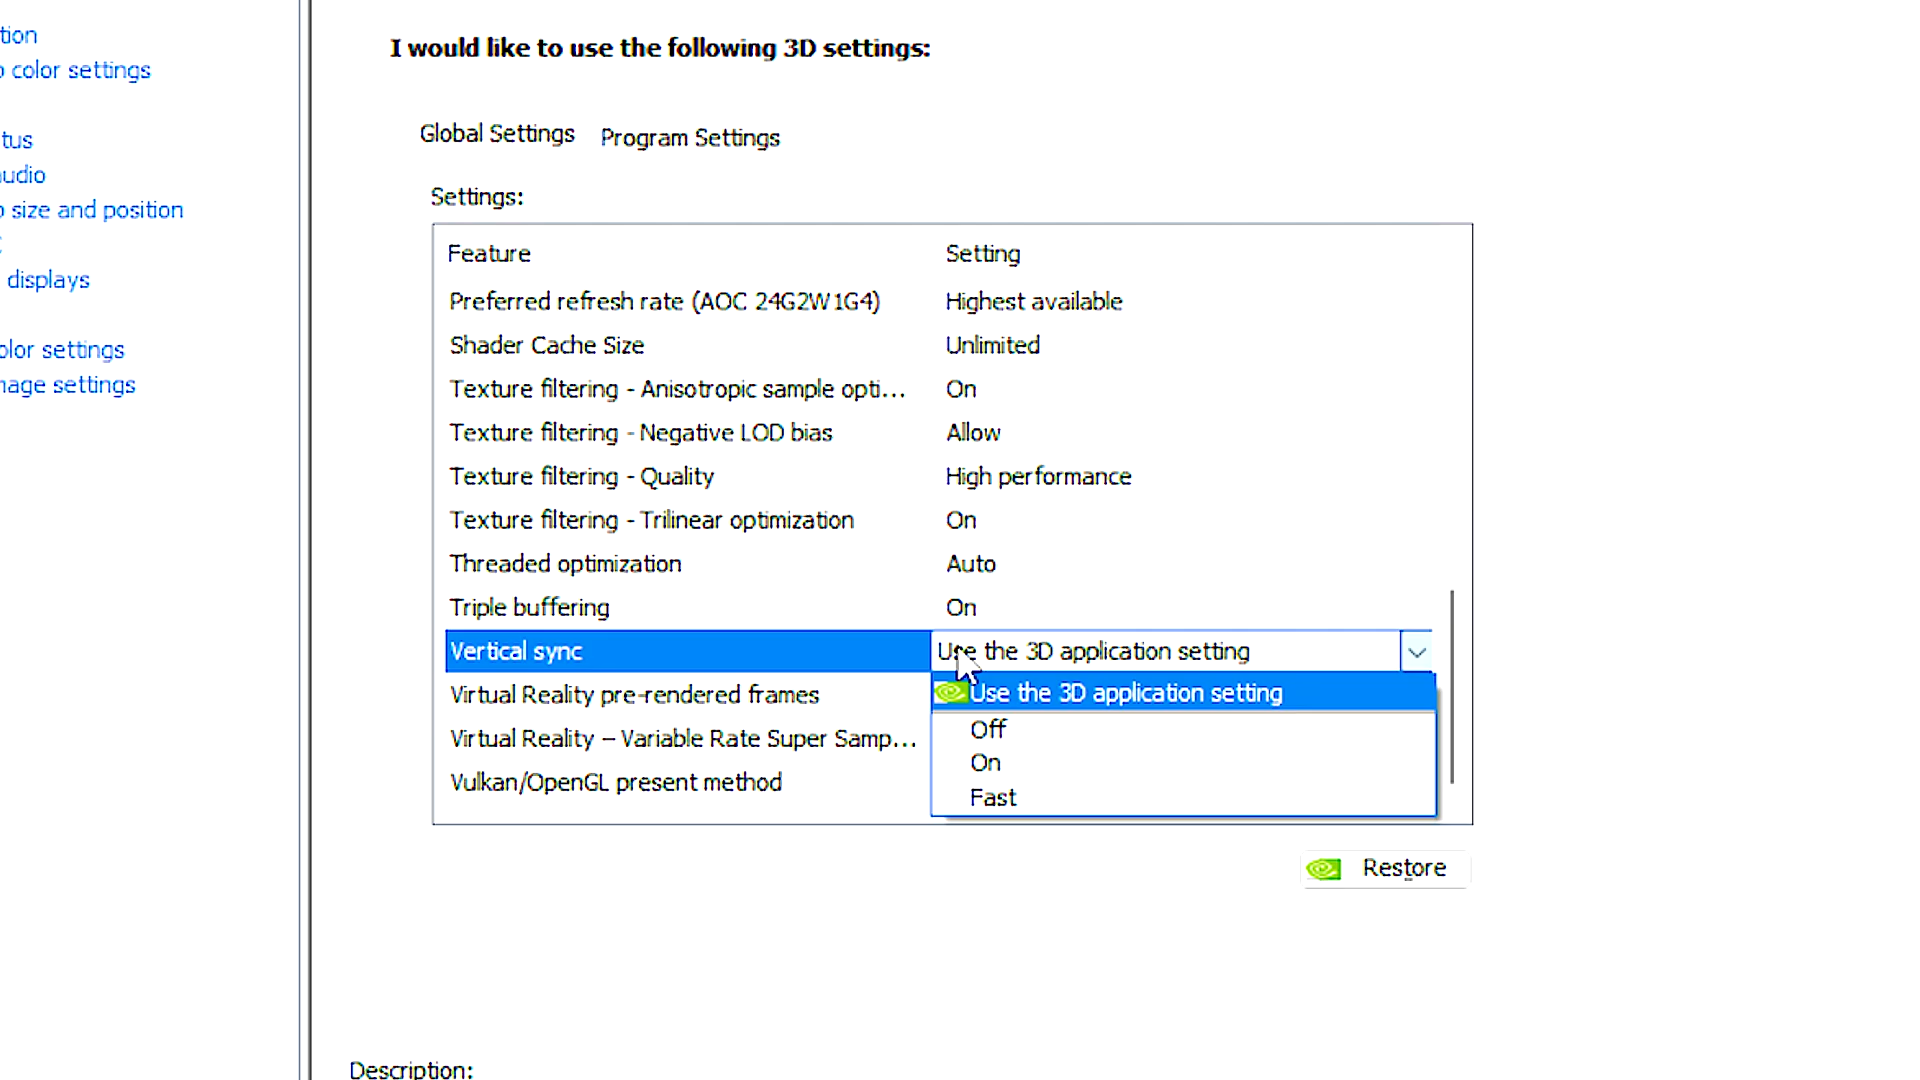 I would like to use the following 3D settings:
Global Settings
Program Settings
Settings:
Feature Setting
Preferred refresh rate (AOC 24G2W1G4) Highest available
Shader Cache Size Unlimited
Texture filtering - Anisotropic sample opti... On
Texture filtering - Negative LOD bias Allow
Texture filtering - Quality High performance
Texture filtering - Trilinear optimization On
Threaded optimization Auto
Triple buffering On
Vertical sync Use the 3D application setting
Use the 3D application setting
Off
On
Fast
Virtual Reality pre-rendered frames
Virtual Reality – Variable Rate Super Samp...
Vulkan/OpenGL present method
Restore
Description:
tion
color settings
tus
udio
size and position
displays
olor settings
mage settings